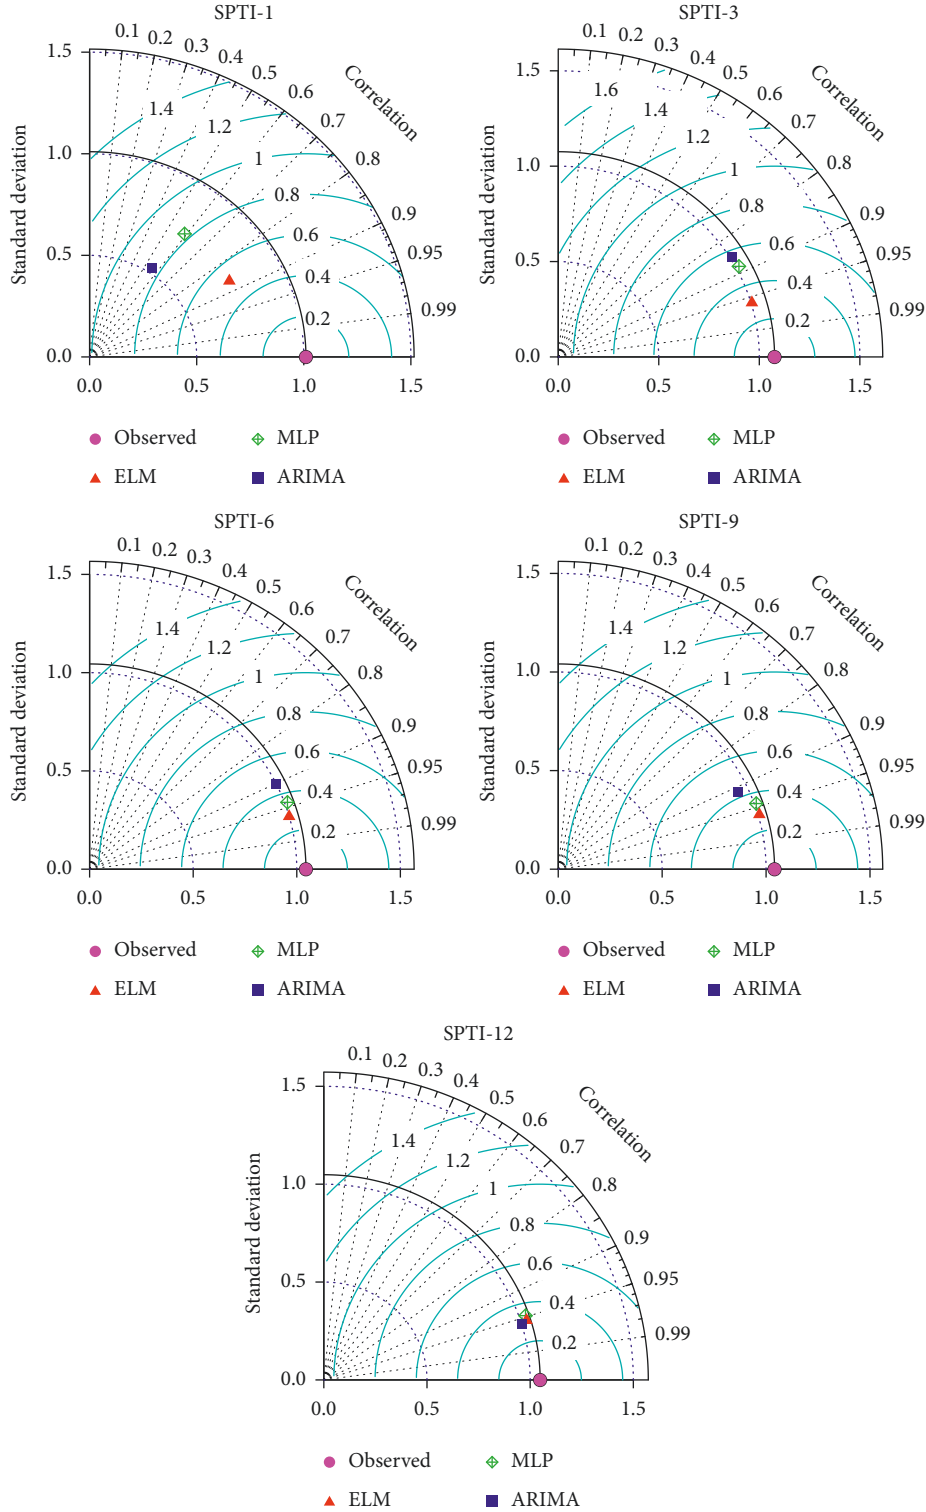 SPTI-1
0.1 0.2 0.3 0.4 0.5 0.6 0.7 0.8 0.9 0.95 0.99
Correlation
Standard deviation
1.5
1.0
0.5
0.0
1.4 1.2 1 0.8 0.6 0.4 0.2
0.0 0.5 1.0 1.5
Observed MLP
ELM ARIMA
SPTI-3
0.1 0.2 0.3 0.4 0.5 0.6 0.7 0.8 0.9 0.95 0.99
Correlation
Standard deviation
1.5
1.0
0.5
0.0
1.6 1.4 1.2 1 0.8 0.6 0.4 0.2
0.0 0.5 1.0 1.5
Observed MLP
ELM ARIMA
SPTI-6
0.1 0.2 0.3 0.4 0.5 0.6 0.7 0.8 0.9 0.95 0.99
Correlation
Standard deviation
1.5
1.0
0.5
0.0
1.4 1.2 1 0.8 0.6 0.4 0.2
0.0 0.5 1.0 1.5
Observed MLP
ELM ARIMA
SPTI-9
0.1 0.2 0.3 0.4 0.5 0.6 0.7 0.8 0.9 0.95 0.99
Correlation
Standard deviation
1.5
1.0
0.5
0.0
1.4 1.2 1 0.8 0.6 0.4 0.2
0.0 0.5 1.0 1.5
Observed MLP
ELM ARIMA
SPTI-12
0.1 0.2 0.3 0.4 0.5 0.6 0.7 0.8 0.9 0.95 0.99
Correlation
Standard deviation
1.5
1.0
0.5
0.0
1.4 1.2 1 0.8 0.6 0.4 0.2
0.0 0.5 1.0 1.5
Observed MLP
ELM ARIMA